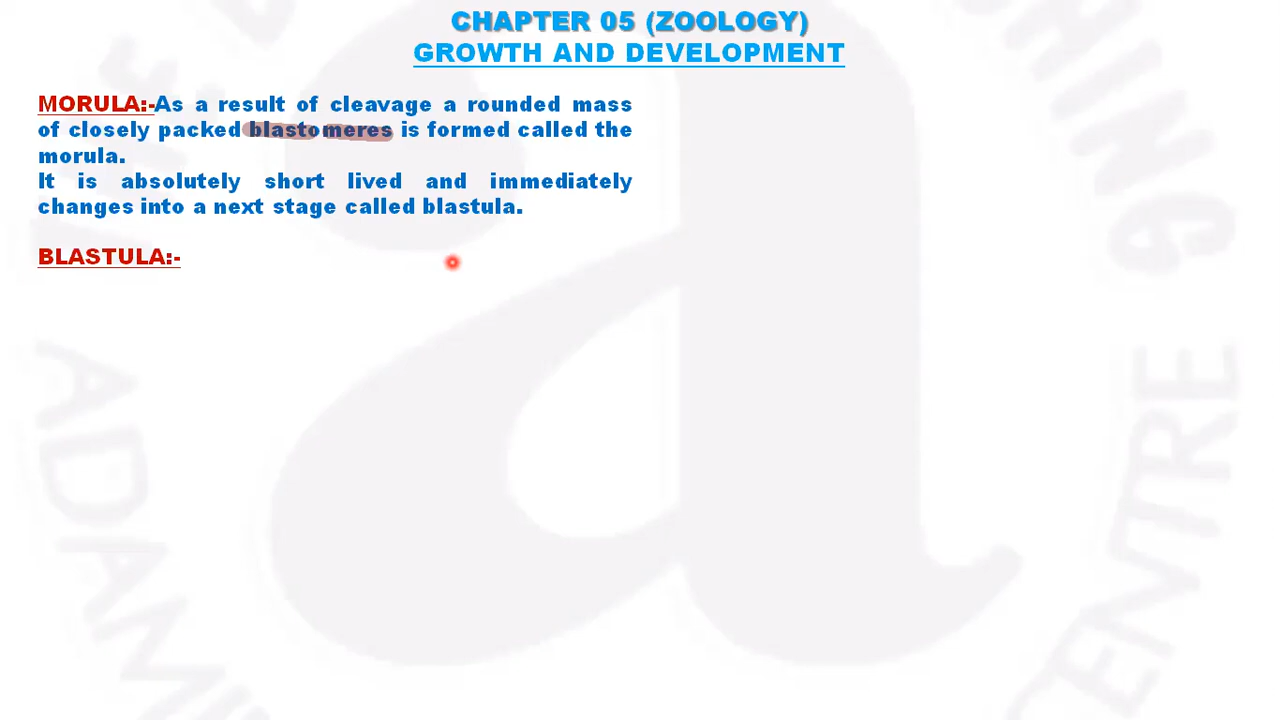 CHAPTER 05 (ZOOLOGY)
GROWTH AND DEVELOPMENT
MORULA:-As a result of cleavage a rounded mass
of closely packed blastomeres is formed called the
morula.
It is absolutely short lived and immediately
changes into a next stage called blastula.
BLASTULA:-